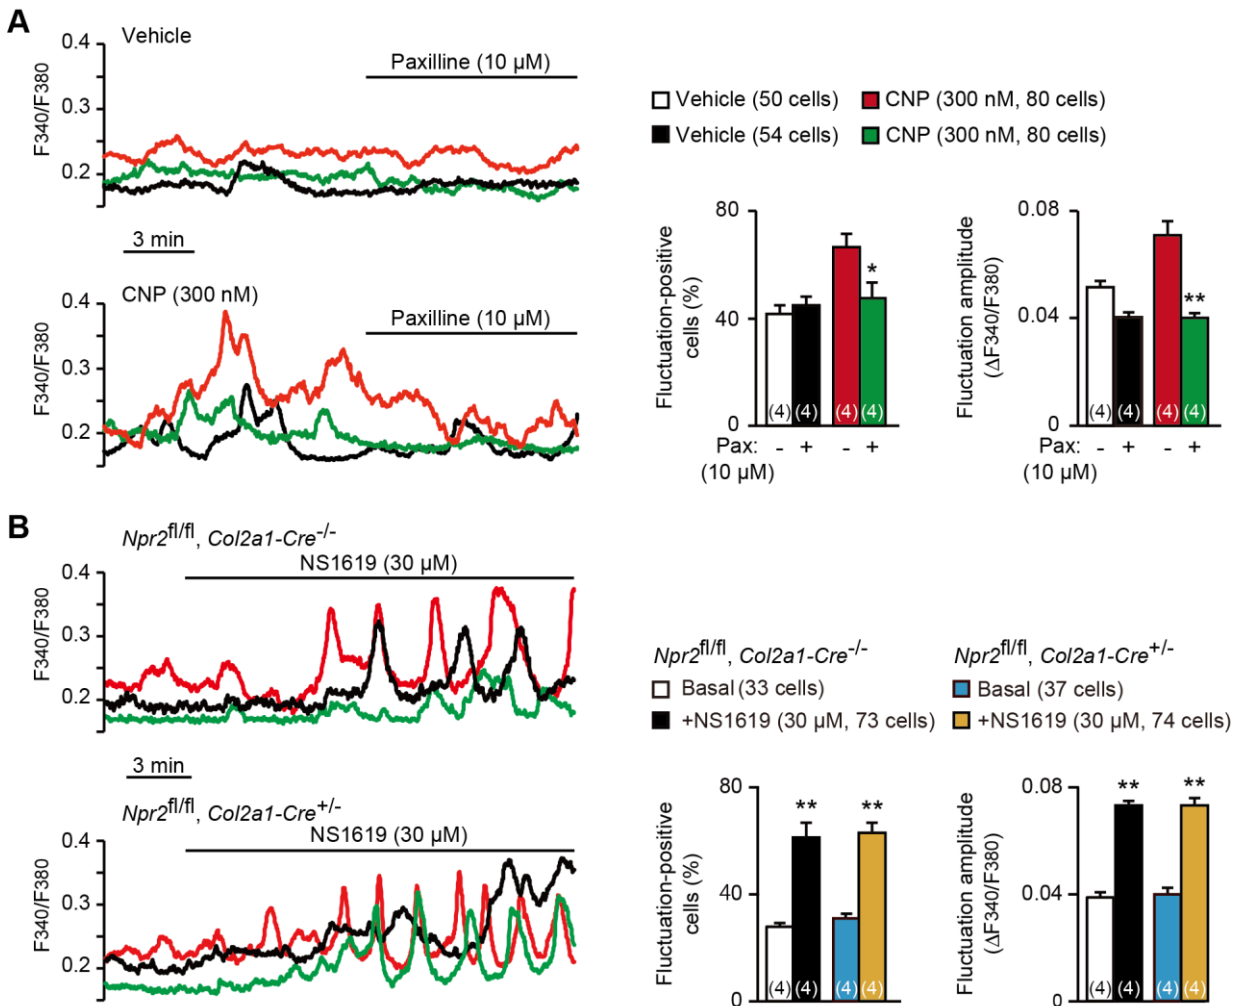 A
Vehicle
0.4
Paxilline (10 µM)
0.3
F340/F380
0.2
3 min
CNP (300 nM)
0.4
Paxilline (10 µM)
0.3
F340/F380
0.2
Vehicle (50 cells)
CNP (300 nM, 80 cells)
Vehicle (54 cells)
CNP (300 nM, 80 cells)
80
Fluctuation-positive
cells (%)
40
*
0
(4) (4) (4) (4)
Pax: - + - +
(10 µM)
0.08
Fluctuation amplitude
(ΔF340/F380)
0.04
**
0
(4) (4) (4) (4)
Pax: - + - +
(10 µM)
B
Npr2fl/fl, Col2a1-Cre-/-
NS1619 (30 µM)
0.4
0.3
F340/F380
0.2
3 min
Npr2fl/fl, Col2a1-Cre+/-
NS1619 (30 µM)
0.4
0.3
F340/F380
0.2
Npr2fl/fl, Col2a1-Cre-/-
Basal (33 cells)
+NS1619 (30 µM, 73 cells)
Npr2fl/fl, Col2a1-Cre+/-
Basal (37 cells)
+NS1619 (30 µM, 74 cells)
80
** **
Fluctuation-positive
cells (%)
40
0
(4) (4) (4) (4)
0.08
** **
Fluctuation amplitude
(ΔF340/F380)
0.04
0
(4) (4) (4) (4)